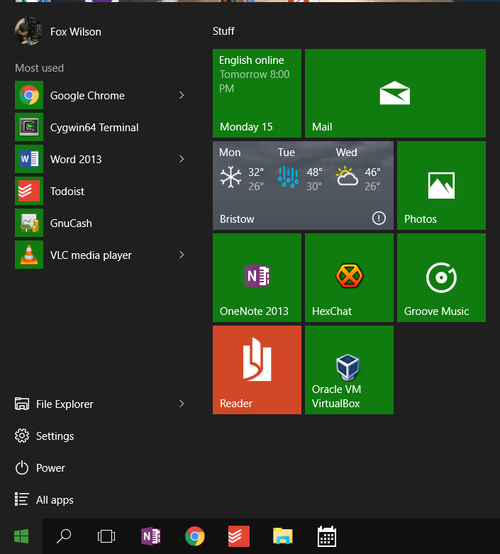 Fox Wilson
Most used
Google Chrome
Cygwin64 Terminal
Word 2013
Todoist
GnuCash
VLC media player
File Explorer
Settings
Power
All apps
Stuff
English online
Tomorrow 8:00
PM
Monday 15
Mail
Mon Tue Wed
32° 48° 46°
26° 30° 26°
Bristow
Photos
OneNote 2013
HexChat
Groove Music
Reader
Oracle VM
VirtualBox